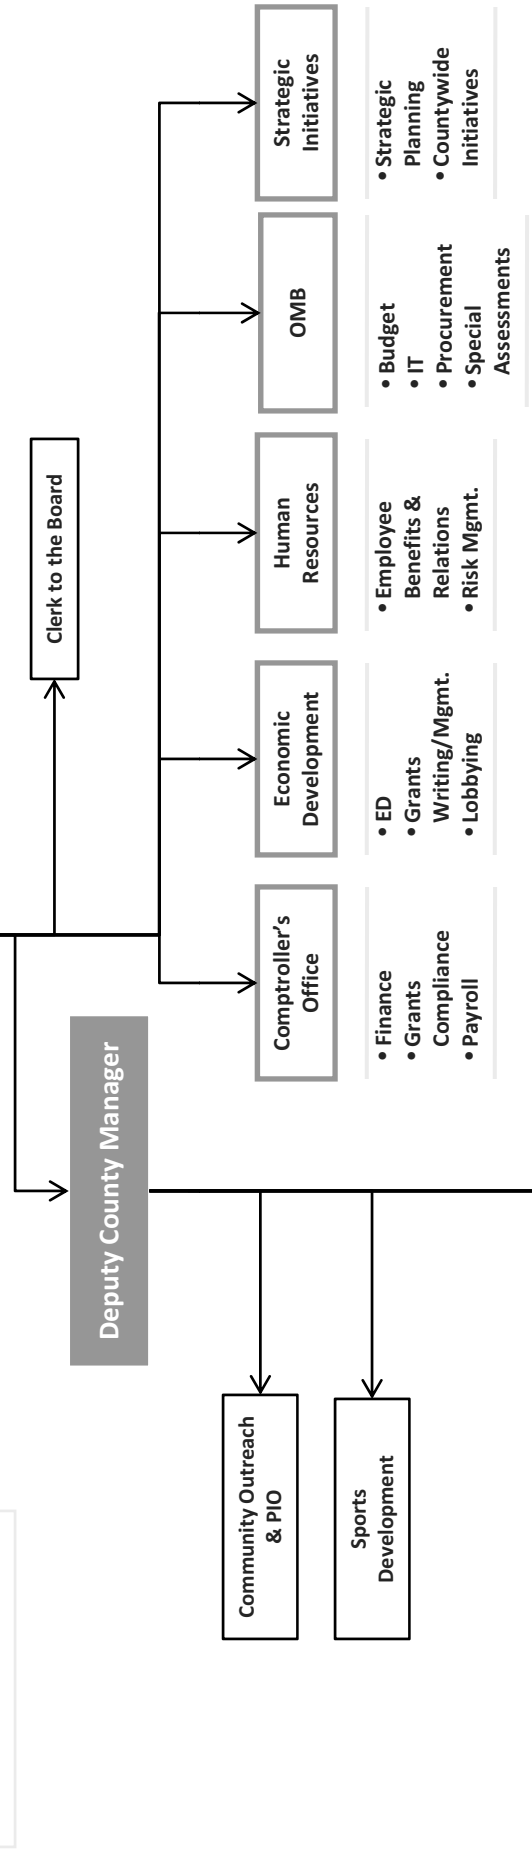 Clerk to the Board
Deputy County Manager
Community Outreach
& PIO
Sports
Development
Comptroller's
Office
• Finance
• Grants
Compliance
• Payroll
Economic
Development
• ED
• Grants
Writing/Mgmt.
• Lobbying
Human
Resources
• Employee
Benefits &
Relations
• Risk Mgmt.
OMB
• Budget
• IT
• Procurement
• Special
Assessments
Strategic
Initiatives
• Strategic
Planning
• Countywide
Initiatives